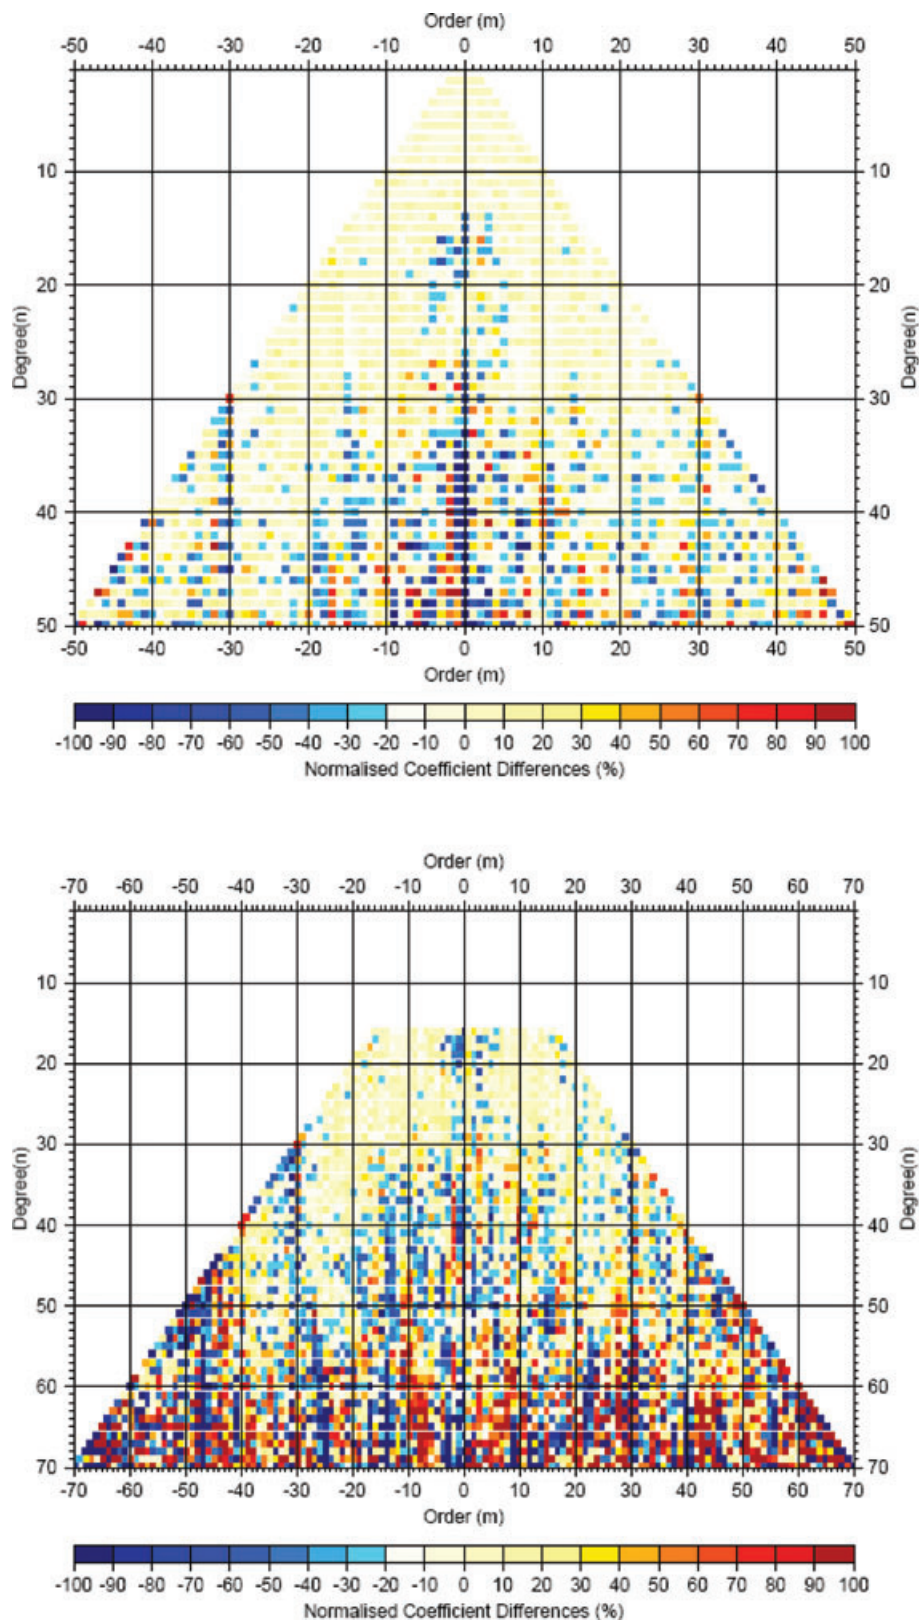 Order (m)
-50 -40 -30 -20 -10 0 10 20 30 40 50
10 10
20 20
Degree(n) Degree(n)
30 30
40 40
50 50
-50 -40 -30 -20 -10 0 10 20 30 40 50
Order (m)
-100 -90 -80 -70 -60 -50 -40 -30 -20 -10 0 10 20 30 40 50 60 70 80 90 100
Normalised Coefficient Differences (%)
Order (m)
-70 -60 -50 -40 -30 -20 -10 0 10 20 30 40 50 60 70
10 10
20 20
30 30
Degree(n) Degree(n)
40 40
50 50
60 60
70 70
-70 -60 -50 -40 -30 -20 -10 0 10 20 30 40 50 60 70
Order (m)
-100 -90 -80 -70 -60 -50 -40 -30 -20 -10 0 10 20 30 40 50 60 70 80 90 100
Normalised Coefficient Differences (%)